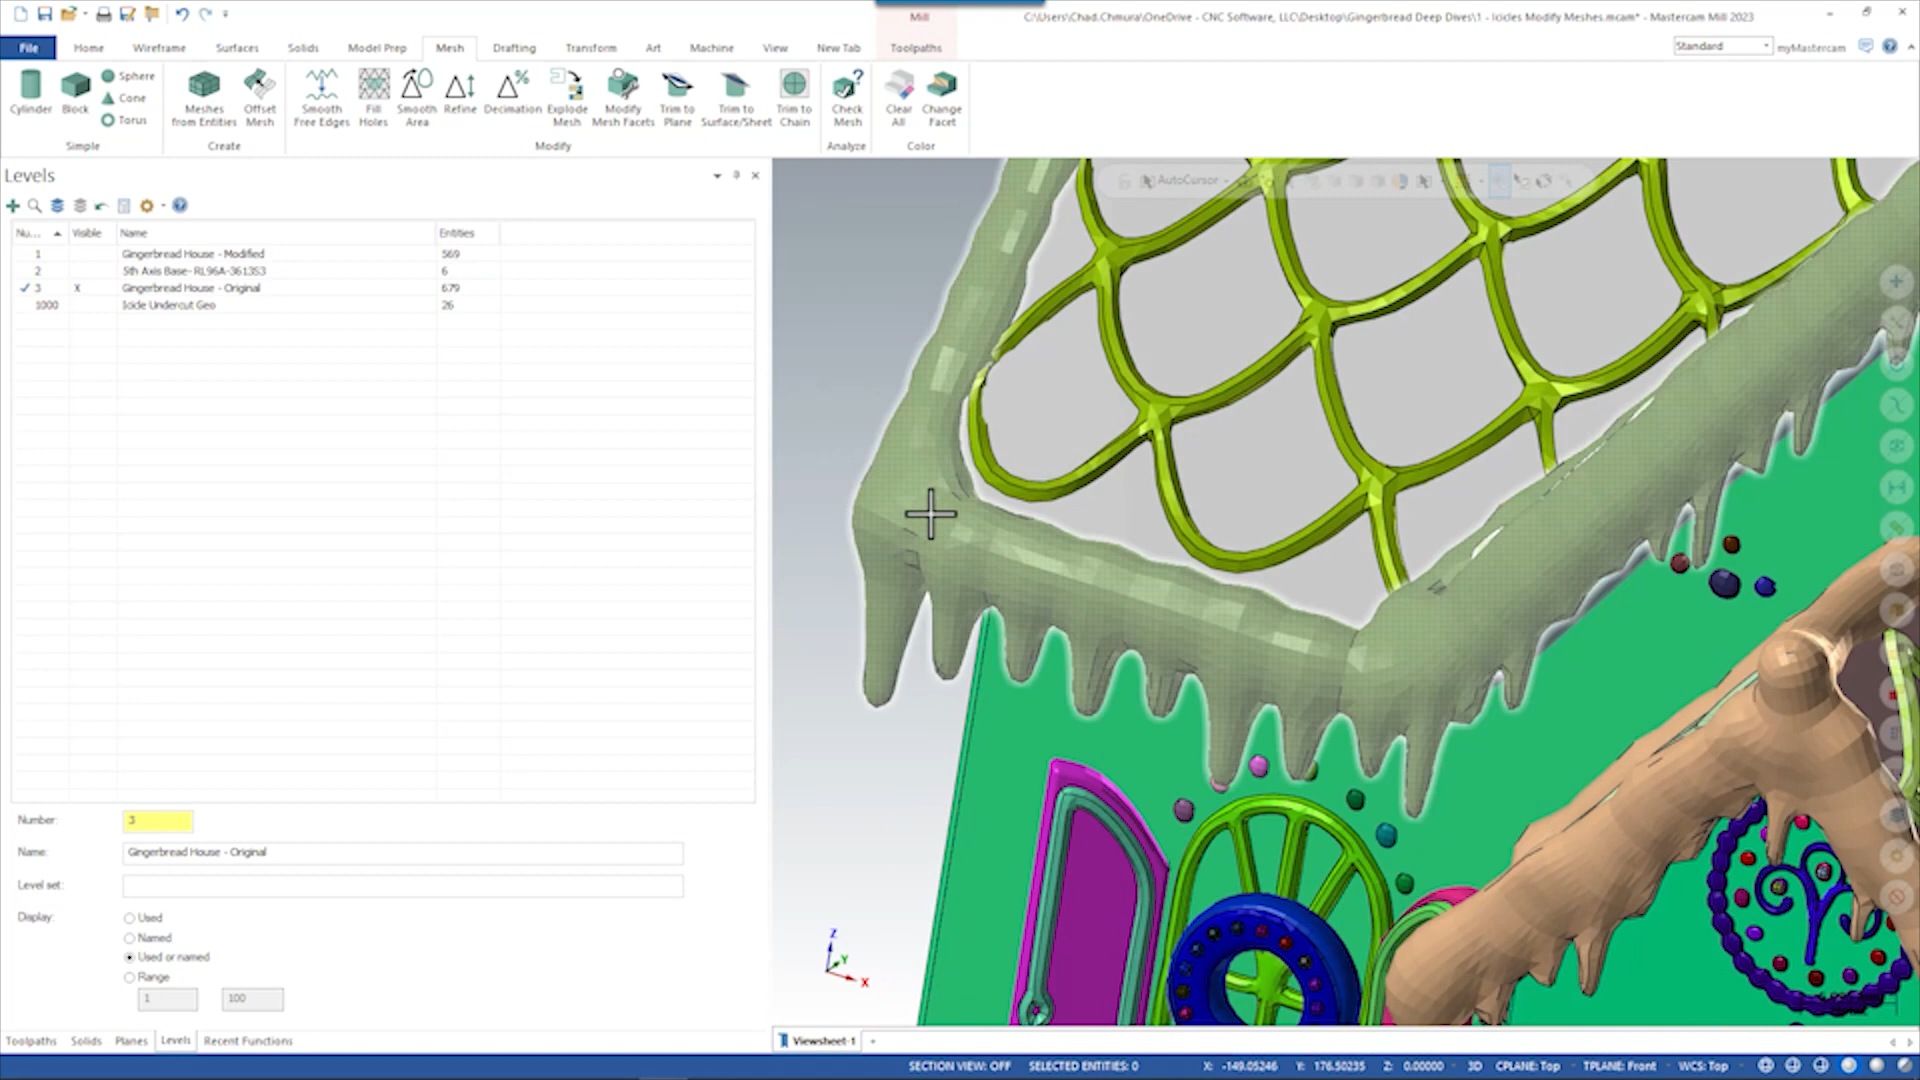 Mill
C:\Users\Chad.Chmura\OneDrive - CNC Software, LLC\Desktop\Gingerbread Deep Dives\1 - Icicles Modify Meshes.mcam* - Mastercam Mill 2023
File Home Wireframe Surfaces Solids Model Prep Mesh Drafting Transform Art Machine View New Tab Toolpaths
Standard myMastercam
Cylinder Block Sphere Cone Torus
Meshes from Entities Offset Mesh
Smooth Free Edges Fill Holes Smooth Area Refine Decimation Explode Mesh Modify Mesh Facets Trim to Plane Trim to Surface/Sheet Trim to Chain
Check Mesh Clear All Change Facet
Simple Create Modify Analyze Color
Levels
AutoCursor
Nu... Visible Name Entities
1 Gingerbread House - Modified 569
2 5th Axis Base- RL96A-361353 6
3 X Gingerbread House - Original 679
1000 Icicle Undercut Geo 26
Number: 3
Name: Gingerbread House - Original
Level set:
Display: Used
Named
Used or named
Range
1 100
Z
Y
X
Toolpaths Solids Planes Levels Recent Functions
Viewsheet-1 +
SECTION VIEW: OFF SELECTED ENTITIES: 0 X: -149.05246 Y: 176.50235 Z: 0.00000 3D CPLANE: Top TPLANE: Front WCS: Top